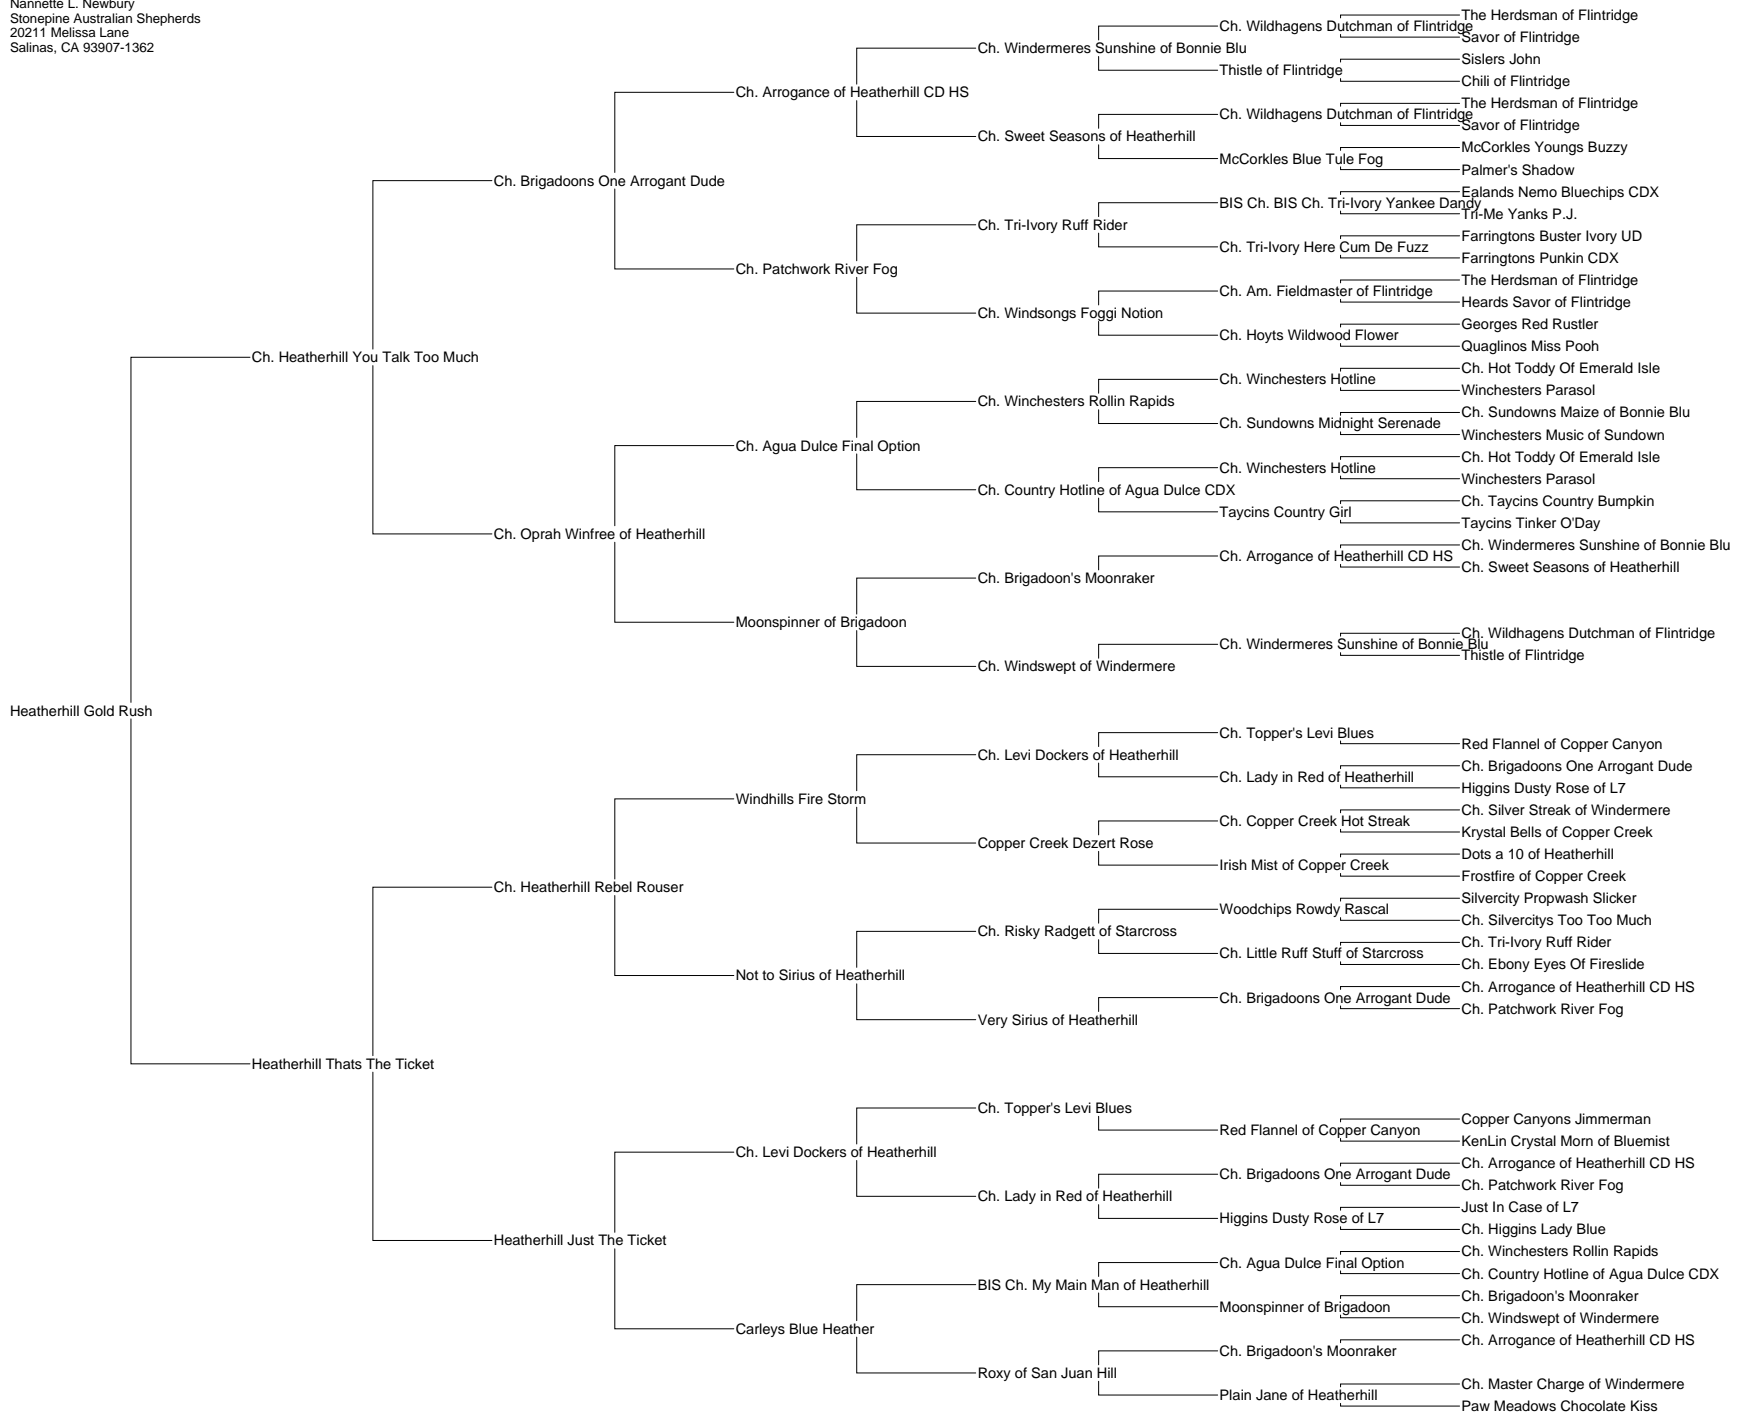 Nannette L. Newbury
Stonepine Australian Shepherds
20211 Melissa Lane
Salinas, CA 93907-1362
The Herdsman of Flintridge
Ch. Wildhagens Dutchman of Flintridge
Savor of Flintridge
Ch. Windermeres Sunshine of Bonnie Blu
Sislers John
Thistle of Flintridge
Chili of Flintridge
Ch. Arrogance of Heatherhill CD HS
The Herdsman of Flintridge
Ch. Wildhagens Dutchman of Flintridge
Savor of Flintridge
Ch. Sweet Seasons of Heatherhill
McCorkles Youngs Buzzy
McCorkles Blue Tule Fog
Palmer's Shadow
Ch. Brigadoons One Arrogant Dude
Ealands Nemo Bluechips CDX
BIS Ch. BIS Ch. Tri-Ivory Yankee Dandy
Tri-Me Yanks P.J.
Ch. Tri-Ivory Ruff Rider
Farringtons Buster Ivory UD
Ch. Tri-Ivory Here Cum De Fuzz
Farringtons Punkin CDX
Ch. Patchwork River Fog
The Herdsman of Flintridge
Ch. Am. Fieldmaster of Flintridge
Heards Savor of Flintridge
Ch. Windsongs Foggi Notion
Georges Red Rustler
Ch. Hoyts Wildwood Flower
Quaglinos Miss Pooh
Ch. Heatherhill You Talk Too Much
Ch. Hot Toddy Of Emerald Isle
Ch. Winchesters Hotline
Winchesters Parasol
Ch. Winchesters Rollin Rapids
Ch. Sundowns Maize of Bonnie Blu
Ch. Sundowns Midnight Serenade
Winchesters Music of Sundown
Ch. Agua Dulce Final Option
Ch. Hot Toddy Of Emerald Isle
Ch. Winchesters Hotline
Winchesters Parasol
Ch. Country Hotline of Agua Dulce CDX
Ch. Taycins Country Bumpkin
Taycins Country Girl
Taycins Tinker O'Day
Ch. Oprah Winfree of Heatherhill
Ch. Windermeres Sunshine of Bonnie Blu
Ch. Arrogance of Heatherhill CD HS
Ch. Sweet Seasons of Heatherhill
Ch. Brigadoon's Moonraker
Moonspinner of Brigadoon
Ch. Wildhagens Dutchman of Flintridge
Ch. Windermeres Sunshine of Bonnie Blu
Thistle of Flintridge
Ch. Windswept of Windermere
Heatherhill Gold Rush
Ch. Topper's Levi Blues
Red Flannel of Copper Canyon
Ch. Levi Dockers of Heatherhill
Ch. Brigadoons One Arrogant Dude
Ch. Lady in Red of Heatherhill
Higgins Dusty Rose of L7
Windhills Fire Storm
Ch. Silver Streak of Windermere
Ch. Copper Creek Hot Streak
Krystal Bells of Copper Creek
Copper Creek Dezert Rose
Dots a 10 of Heatherhill
Irish Mist of Copper Creek
Frostfire of Copper Creek
Ch. Heatherhill Rebel Rouser
Silvercity Propwash Slicker
Woodchips Rowdy Rascal
Ch. Silvercitys Too Too Much
Ch. Risky Radgett of Starcross
Ch. Tri-Ivory Ruff Rider
Ch. Little Ruff Stuff of Starcross
Ch. Ebony Eyes Of Fireslide
Not to Sirius of Heatherhill
Ch. Arrogance of Heatherhill CD HS
Ch. Brigadoons One Arrogant Dude
Ch. Patchwork River Fog
Very Sirius of Heatherhill
Heatherhill Thats The Ticket
Ch. Topper's Levi Blues
Copper Canyons Jimmerman
Red Flannel of Copper Canyon
KenLin Crystal Morn of Bluemist
Ch. Levi Dockers of Heatherhill
Ch. Arrogance of Heatherhill CD HS
Ch. Brigadoons One Arrogant Dude
Ch. Patchwork River Fog
Ch. Lady in Red of Heatherhill
Just In Case of L7
Higgins Dusty Rose of L7
Ch. Higgins Lady Blue
Heatherhill Just The Ticket
Ch. Winchesters Rollin Rapids
Ch. Agua Dulce Final Option
Ch. Country Hotline of Agua Dulce CDX
BIS Ch. My Main Man of Heatherhill
Ch. Brigadoon's Moonraker
Moonspinner of Brigadoon
Ch. Windswept of Windermere
Carleys Blue Heather
Ch. Arrogance of Heatherhill CD HS
Ch. Brigadoon's Moonraker
Roxy of San Juan Hill
Ch. Master Charge of Windermere
Plain Jane of Heatherhill
Paw Meadows Chocolate Kiss